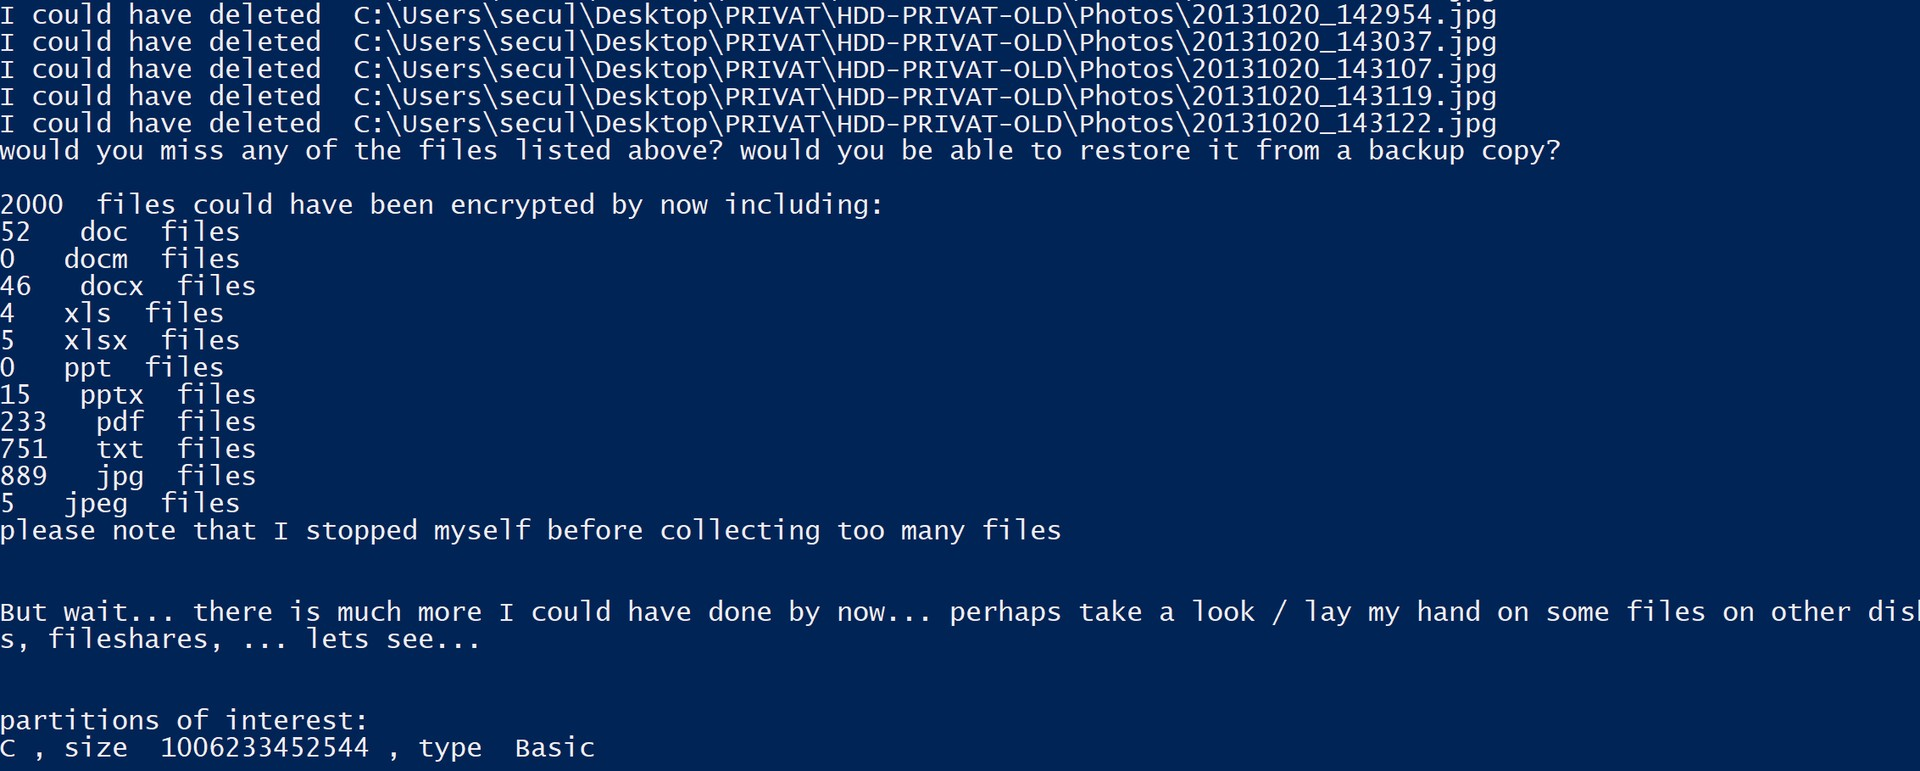 I could have deleted  C:\Users\secul\Desktop\PRIVAT\HDD-PRIVAT-OLD\Photos\20131020_142954.jpg
I could have deleted  C:\Users\secul\Desktop\PRIVAT\HDD-PRIVAT-OLD\Photos\20131020_143037.jpg
I could have deleted  C:\Users\secul\Desktop\PRIVAT\HDD-PRIVAT-OLD\Photos\20131020_143107.jpg
I could have deleted  C:\Users\secul\Desktop\PRIVAT\HDD-PRIVAT-OLD\Photos\20131020_143119.jpg
I could have deleted  C:\Users\secul\Desktop\PRIVAT\HDD-PRIVAT-OLD\Photos\20131020_143122.jpg
would you miss any of the files listed above? would you be able to restore it from a backup copy?
2000  files could have been encrypted by now including:
52   doc  files
0   docm  files
46   docx  files
4   xls  files
5   xlsx  files
0   ppt  files
15   pptx  files
233   pdf  files
751   txt  files
889   jpg  files
5   jpeg  files
please note that I stopped myself before collecting too many files
But wait... there is much more I could have done by now... perhaps take a look / lay my hand on some files on other disk
s, fileshares, ... lets see...
partitions of interest:
C , size  1006233452544 , type  Basic